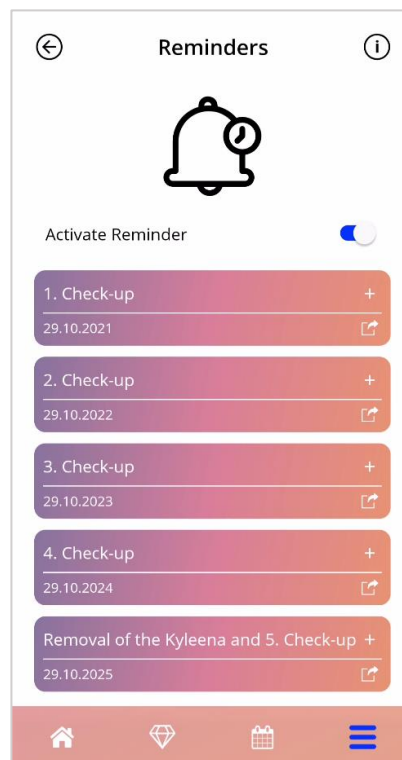 Reminders
Activate Reminder
1. Check-up +
29.10.2021
2. Check-up +
29.10.2022
3. Check-up +
29.10.2023
4. Check-up +
29.10.2024
Removal of the Kyleena and 5. Check-up +
29.10.2025